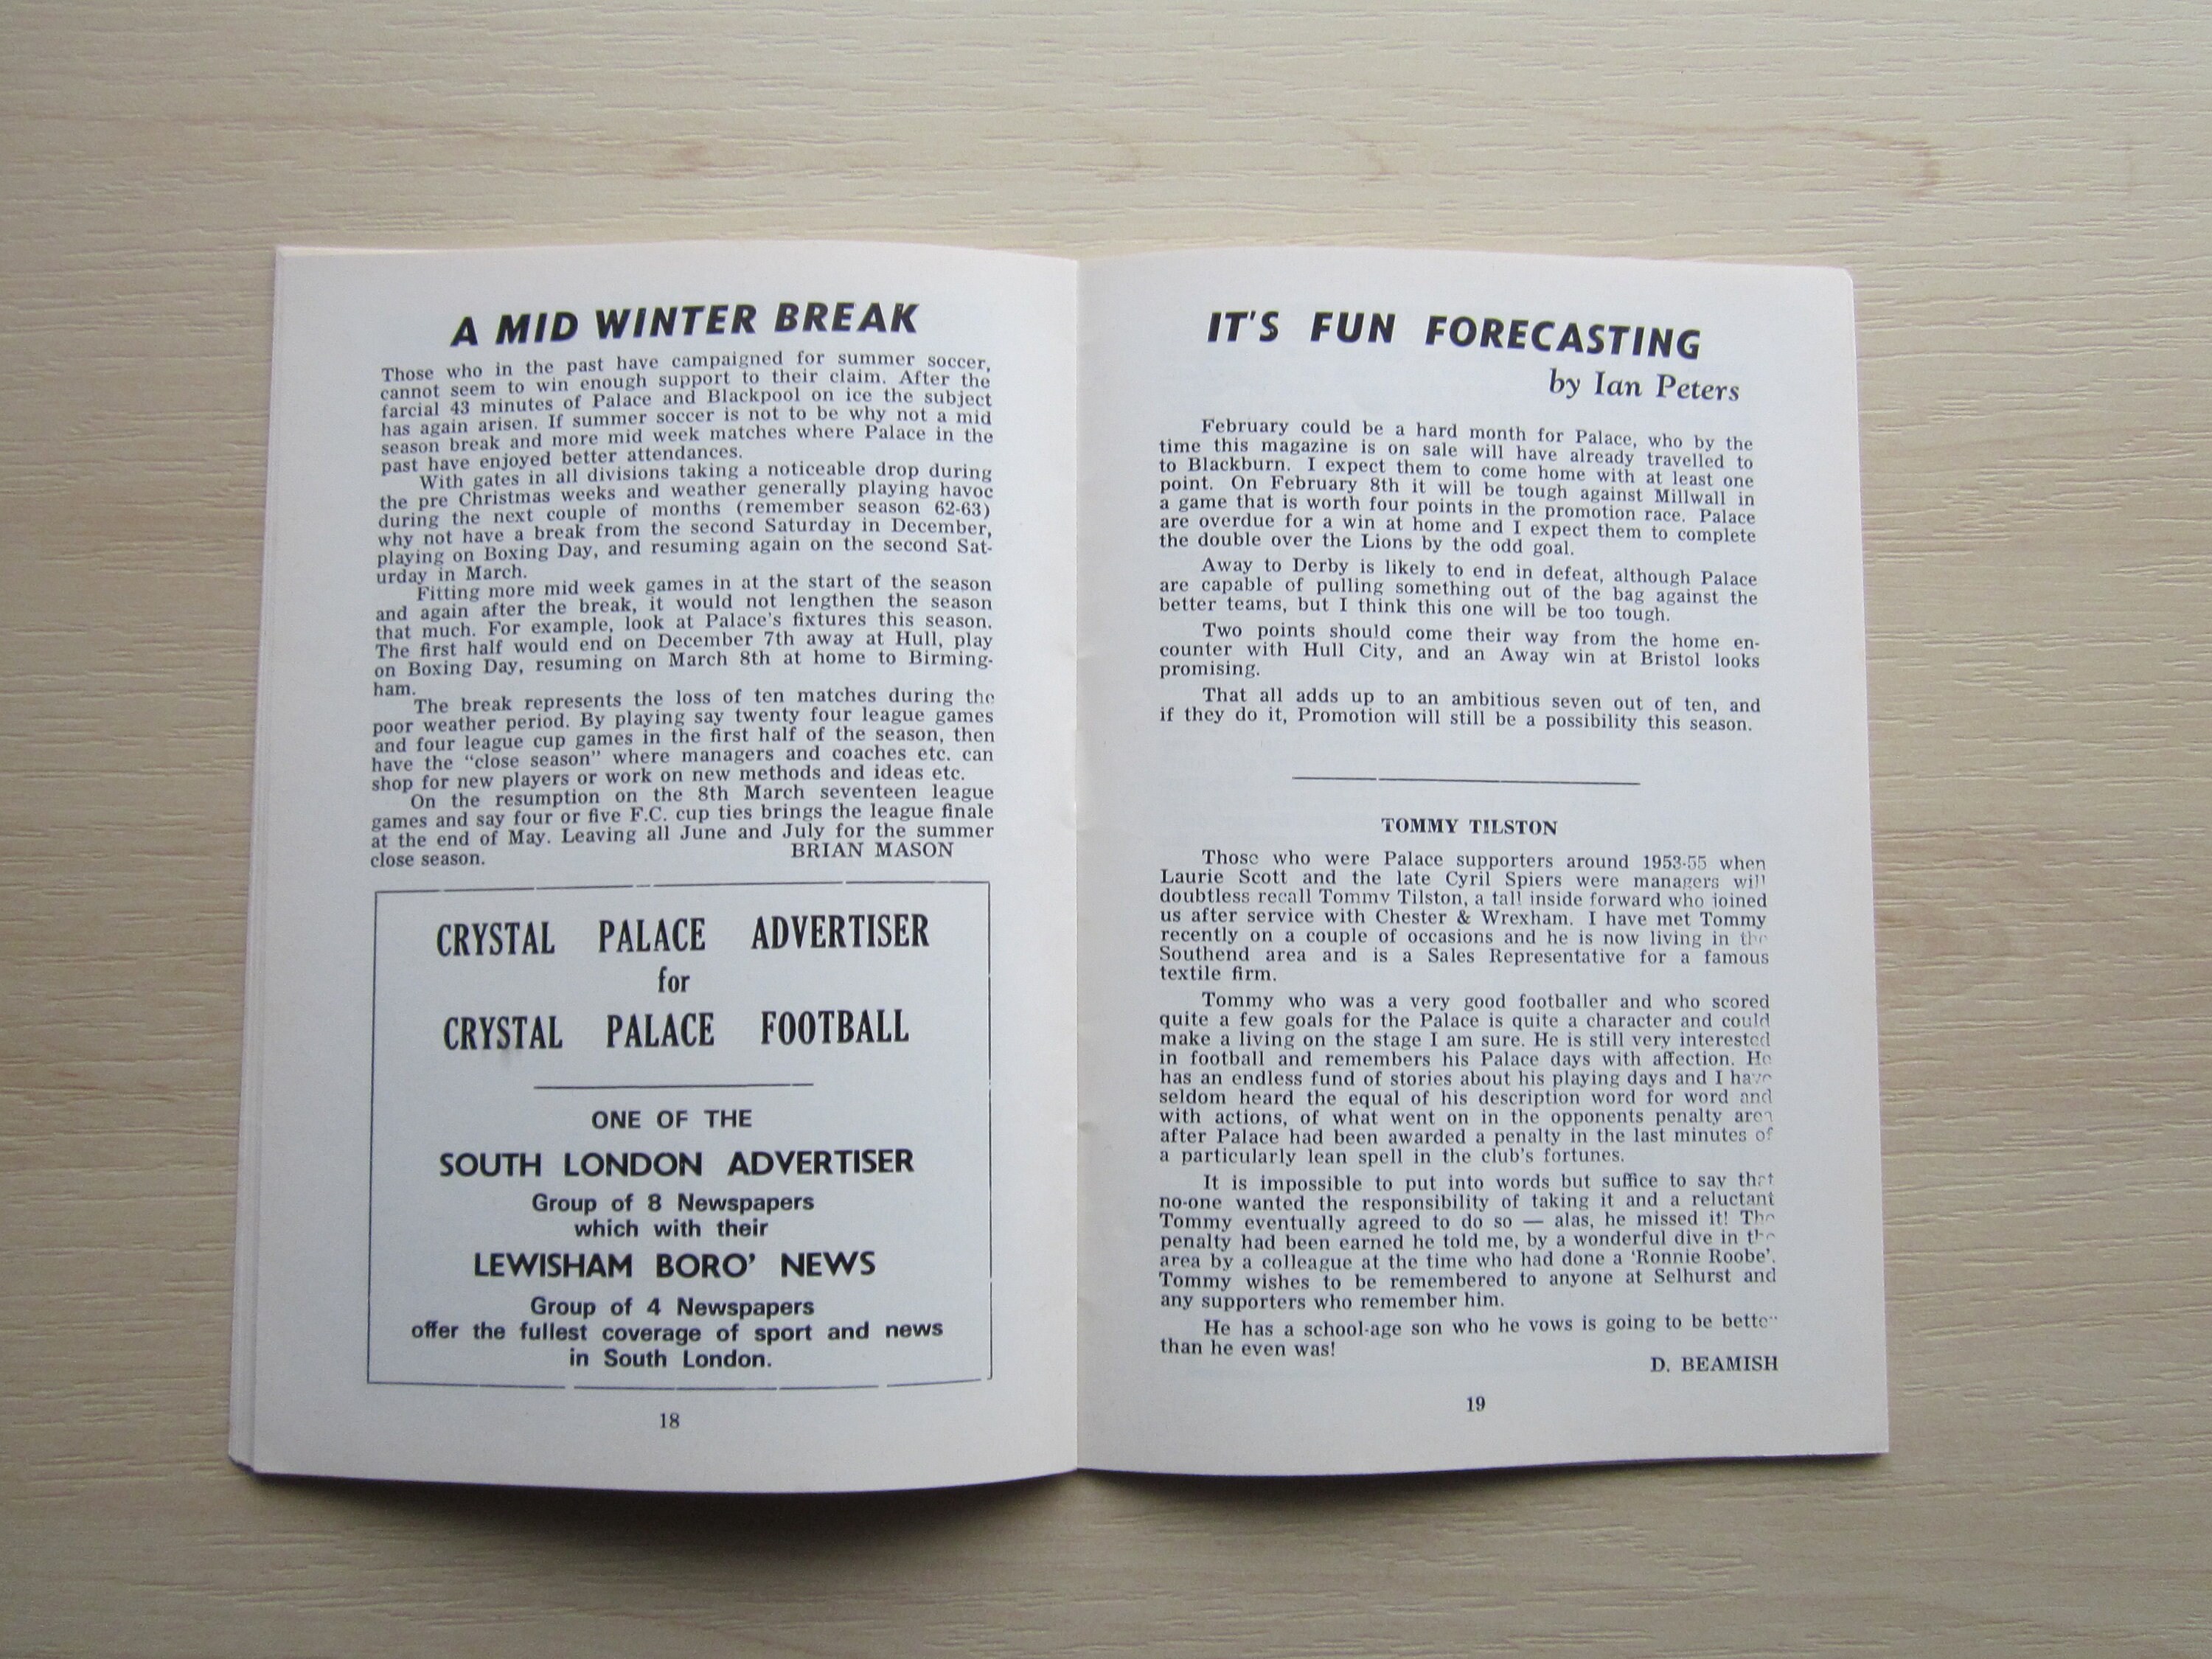 A MID WINTER BREAK
Those who in the past have campaigned for summer soccer,
cannot seem to win enough support to their claim. After the
farcial 43 minutes of Palace and Blackpool on ice the subject
has again arisen. If summer soccer is not to be why not a mid
season break and more mid week matches where Palace in the
past have enjoyed better attendances.
With gates in all divisions taking a noticeable drop during
the pre Christmas weeks and weather generally playing havoc
during the next couple of months (remember season 62-63)
why not have a break from the second Saturday in December,
playing on Boxing Day, and resuming again on the second Sat-
urday in March.
Fitting more mid week games in at the start of the season
and again after the break, it would not lengthen the season
that much. For example, look at Palace's fixtures this season.
The first half would end on December 7th away at Hull, play
on Boxing Day, resuming on March 8th at home to Birming-
ham.
The break represents the loss of ten matches during the
poor weather period. By playing say twenty four league games
and four league cup games in the first half of the season, then
have the "close season" where managers and coaches etc. can
shop for new players or work on new methods and ideas etc.
On the resumption on the 8th March seventeen league
games and say four or five F.C. cup ties brings the league finale
at the end of May. Leaving all June and July for the summer
close season. BRIAN MASON
CRYSTAL PALACE ADVERTISER
for
CRYSTAL PALACE FOOTBALL
ONE OF THE
SOUTH LONDON ADVERTISER
Group of 8 Newspapers
which with their
LEWISHAM BORO' NEWS
Group of 4 Newspapers
offer the fullest coverage of sport and news
in South London.
18
IT'S FUN FORECASTING
by Ian Peters
February could be a hard month for Palace, who by the
time this magazine is on sale will have already travelled to
to Blackburn. I expect them to come home with at least one
point. On February 8th it will be tough against Millwall in
a game that is worth four points in the promotion race. Palace
are overdue for a win at home and I expect them to complete
the double over the Lions by the odd goal.
Away to Derby is likely to end in defeat, although Palace
are capable of pulling something out of the bag against the
better teams, but I think this one will be too tough.
Two points should come their way from the home en-
counter with Hull City, and an Away win at Bristol looks
promising.
That all adds up to an ambitious seven out of ten, and
if they do it, Promotion will still be a possibility this season.
TOMMY TILSTON
Those who were Palace supporters around 1953-55 when
Laurie Scott and the late Cyril Spiers were managers will
doubtless recall Tommy Tilston, a tall inside forward who joined
us after service with Chester & Wrexham. I have met Tommy
recently on a couple of occasions and he is now living in the
Southend area and is a Sales Representative for a famous
textile firm.
Tommy who was a very good footballer and who scored
quite a few goals for the Palace is quite a character and could
make a living on the stage I am sure. He is still very interested
in football and remembers his Palace days with affection. He
has an endless fund of stories about his playing days and I have
seldom heard the equal of his description word for word and
with actions, of what went on in the opponents penalty area
after Palace had been awarded a penalty in the last minutes of
a particularly lean spell in the club's fortunes.
It is impossible to put into words but suffice to say that
no-one wanted the responsibility of taking it and a reluctant
Tommy eventually agreed to do so — alas, he missed it! The
penalty had been earned he told me, by a wonderful dive in the
area by a colleague at the time who had done a 'Ronnie Roobe'.
Tommy wishes to be remembered to anyone at Selhurst and
any supporters who remember him.
He has a school-age son who he vows is going to be better
than he even was!
D. BEAMISH
19